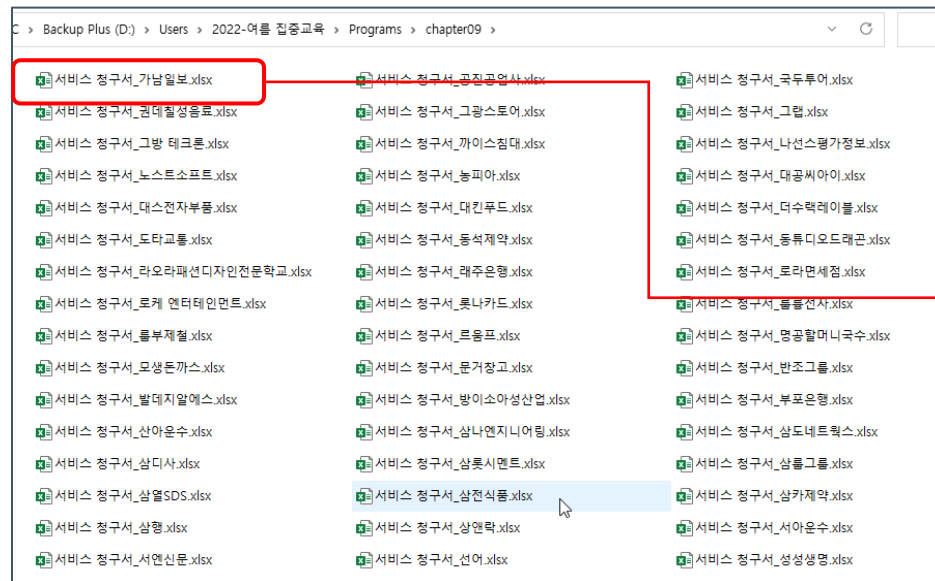 C > Backup Plus (D:) > Users > 2022-여름 집중교육 > Programs > chapter09 >
서비스 청구서_가남일보.xlsx 서비스 청구서_공진공업사.xlsx 서비스 청구서_국두투어.xlsx
서비스 청구서_권데칠성음료.xlsx 서비스 청구서_그광스토어.xlsx 서비스 청구서_그랩.xlsx
서비스 청구서_그방 테크론.xlsx 서비스 청구서_까이스침대.xlsx 서비스 청구서_나선스평가정보.xlsx
서비스 청구서_노스트소프트.xlsx 서비스 청구서_농피아.xlsx 서비스 청구서_대공씨아이.xlsx
서비스 청구서_대스전자부품.xlsx 서비스 청구서_대킨푸드.xlsx 서비스 청구서_더수랙레이블.xlsx
서비스 청구서_도타교통.xlsx 서비스 청구서_동석제약.xlsx 서비스 청구서_동튜디오드래곤.xlsx
서비스 청구서_라오라패션디자인전문학교.xlsx 서비스 청구서_래주은행.xlsx 서비스 청구서_로라면세점.xlsx
서비스 청구서_로케 엔터테인먼트.xlsx 서비스 청구서_롯나카드.xlsx 서비스 청구서_롬롬전자.xlsx
서비스 청구서_룹부제철.xlsx 서비스 청구서_르움프.xlsx 서비스 청구서_명공할머니국수.xlsx
서비스 청구서_모생돈까스.xlsx 서비스 청구서_문거창고.xlsx 서비스 청구서_반조그룹.xlsx
서비스 청구서_발데지알에스.xlsx 서비스 청구서_방이소아성산업.xlsx 서비스 청구서_부포은행.xlsx
서비스 청구서_산아운수.xlsx 서비스 청구서_삼나엔지니어링.xlsx 서비스 청구서_삼도네트웍스.xlsx
서비스 청구서_삼디사.xlsx 서비스 청구서_삼롯시멘트.xlsx 서비스 청구서_삼롬그룹.xlsx
서비스 청구서_삼열SDS.xlsx 서비스 청구서_삼전식품.xlsx 서비스 청구서_삼카제약.xlsx
서비스 청구서_삼행.xlsx 서비스 청구서_상앤락.xlsx 서비스 청구서_서아운수.xlsx
서비스 청구서_서엔신문.xlsx 서비스 청구서_선어.xlsx 서비스 청구서_성성생명.xlsx